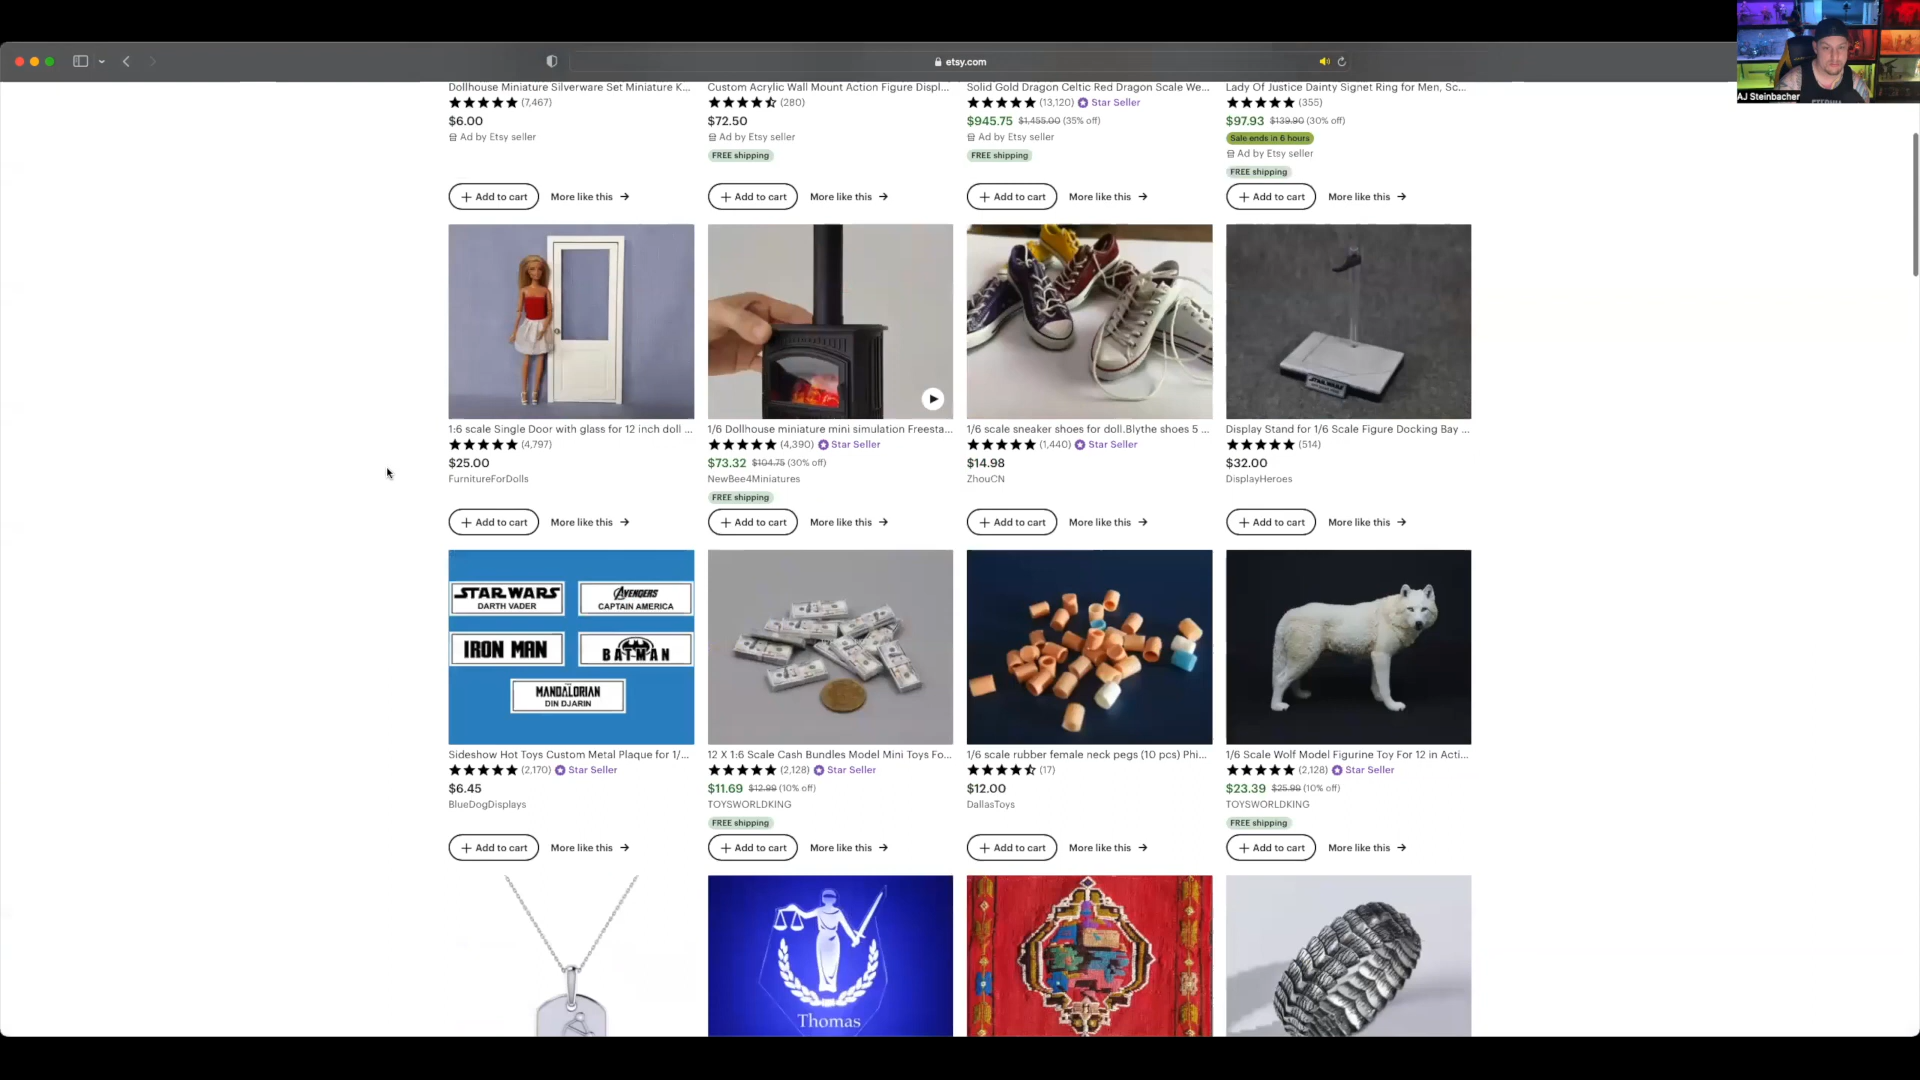 etsy.com
AJ Steinbacher
Dollhouse Miniature Silverware Set Miniature K...
(7,467)
$6.00
Ad by Etsy seller
Add to cart
More like this
Custom Acrylic Wall Mount Action Figure Displ...
(280)
$72.50
Ad by Etsy seller
FREE shipping
Add to cart
More like this
Solid Gold Dragon Celtic Red Dragon Scale We...
(13,120) Star Seller
$945.75 $1,455.00 (35% off)
Ad by Etsy seller
FREE shipping
Add to cart
More like this
Lady Of Justice Dainty Signet Ring for Men, Sc...
(355)
$97.93 $139.90 (30% off)
Sale ends in 6 hours
Ad by Etsy seller
FREE shipping
Add to cart
More like this
1:6 scale Single Door with glass for 12 inch doll ...
(4,797)
$25.00
FurnitureForDolls
Add to cart
More like this
1/6 Dollhouse miniature mini simulation Freesta...
(4,390) Star Seller
$73.32 $104.75 (30% off)
NewBee4Miniatures
FREE shipping
Add to cart
More like this
1/6 scale sneaker shoes for doll.Blythe shoes 5 ...
(1,440) Star Seller
$14.98
ZhouCN
Add to cart
More like this
STAR WARS
Display Stand for 1/6 Scale Figure Docking Bay ...
(514)
$32.00
DisplayHeroes
Add to cart
More like this
STAR WARS
DARTH VADER
AVENGERS
CAPTAIN AMERICA
IRON MAN
BATMAN
THE
MANDALORIAN
DIN DJARIN
Sideshow Hot Toys Custom Metal Plaque for 1/...
(2,170) Star Seller
$6.45
BlueDogDisplays
Add to cart
More like this
12 X 1:6 Scale Cash Bundles Model Mini Toys Fo...
(2,128) Star Seller
$11.69 $12.99 (10% off)
TOYSWORLDKING
FREE shipping
Add to cart
More like this
1/6 scale rubber female neck pegs (10 pcs) Phi...
(17)
$12.00
DallasToys
Add to cart
More like this
1/6 Scale Wolf Model Figurine Toy For 12 in Acti...
(2,128) Star Seller
$23.39 $25.99 (10% off)
TOYSWORLDKING
FREE shipping
Add to cart
More like this
Thomas